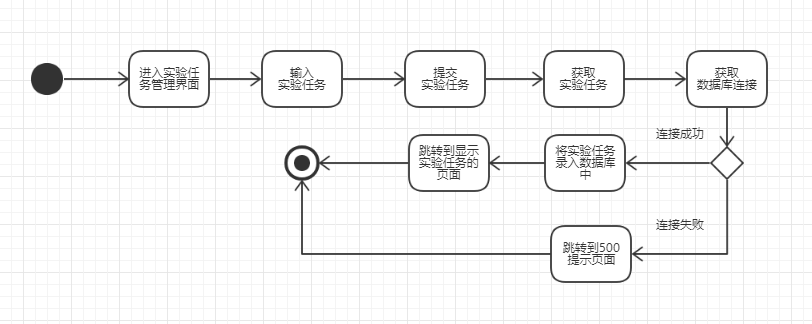 进入实验任
务管理界面
输入
实验任务
提交
实验任务
获取
实验任务
获取
数据库连接
连接成功
跳转到显示
实验任务的
页面
将实验任务
录入数据库
中
连接失败
跳转到500
提示页面